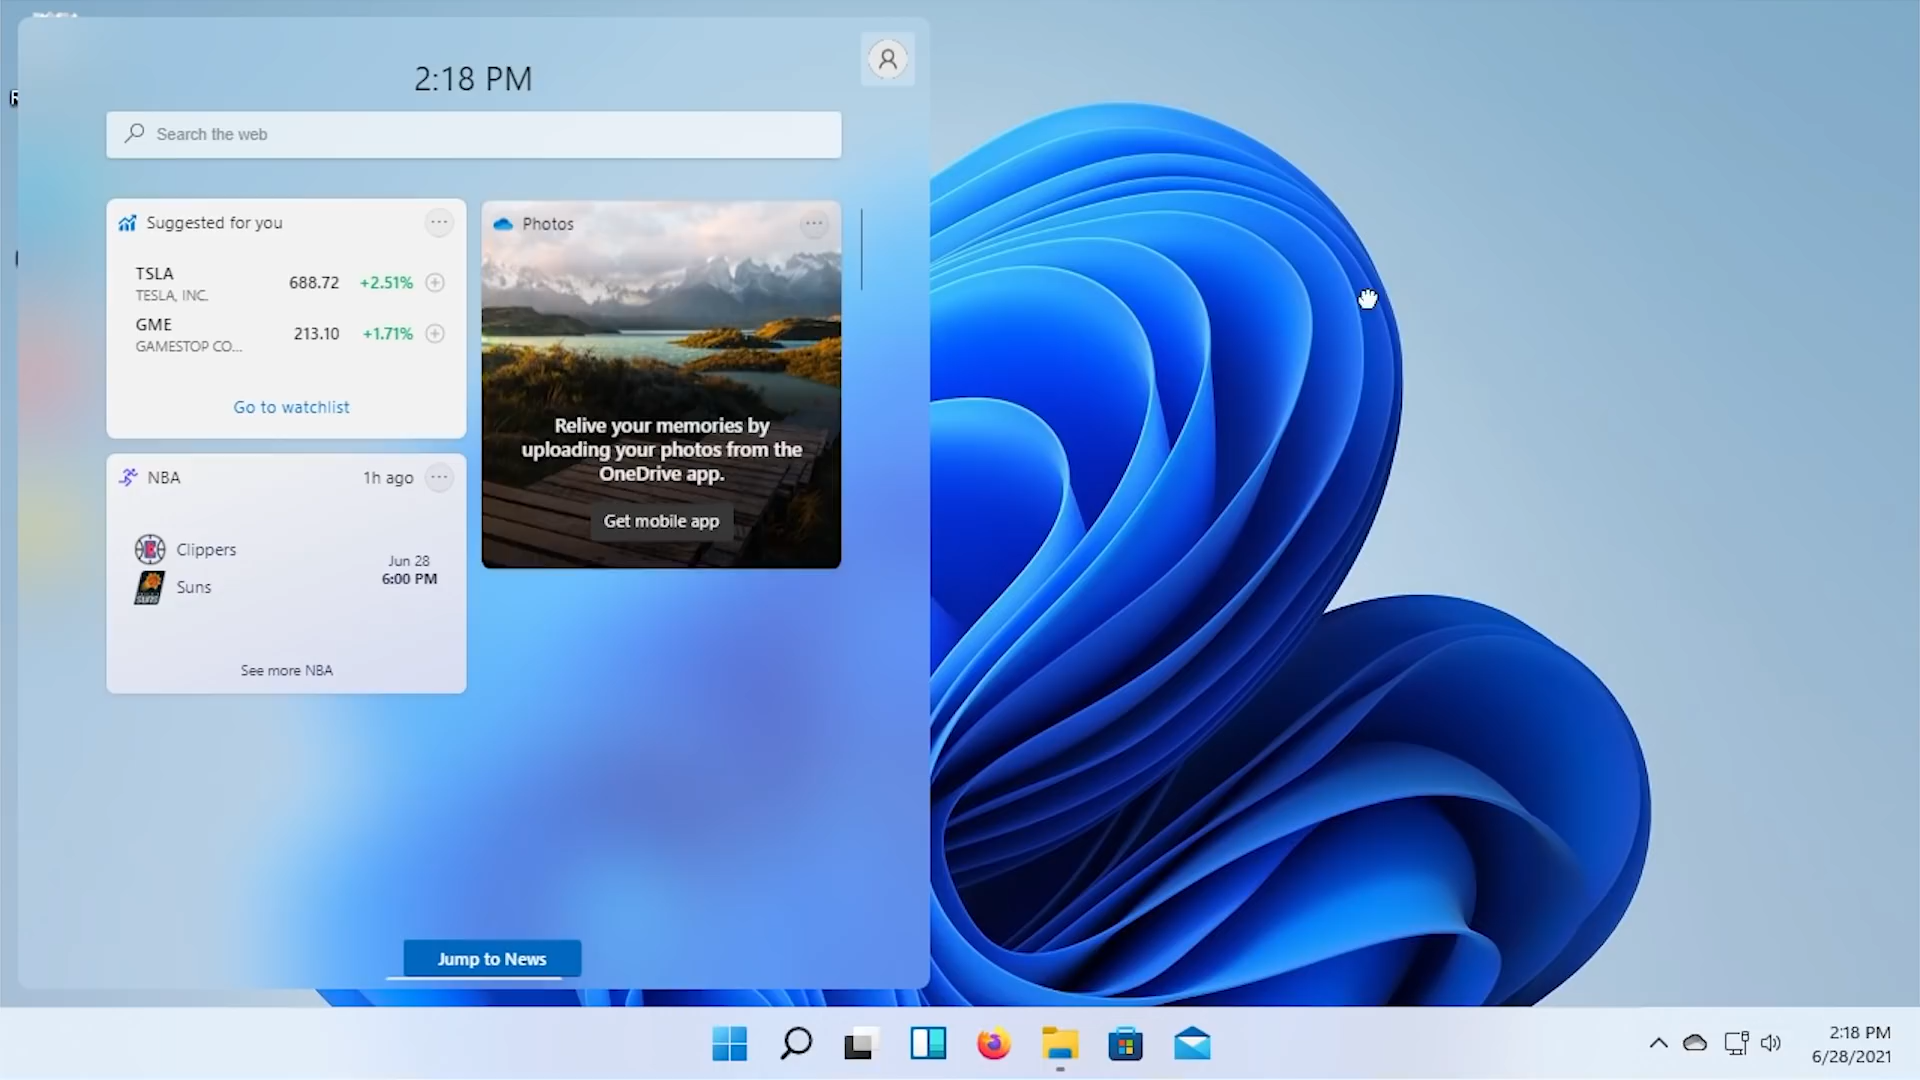 2:18 PM
Search the web
Suggested for you
TSLA
TESLA, INC.
688.72
+2.51%
GME
GAMESTOP CO...
213.10
+1.71%
Go to watchlist
Photos
Relive your memories by
uploading your photos from the
OneDrive app.
Get mobile app
NBA
1h ago
Clippers
Suns
SUNS
Jun 28
6:00 PM
See more NBA
Jump to News
2:18 PM
6/28/2021